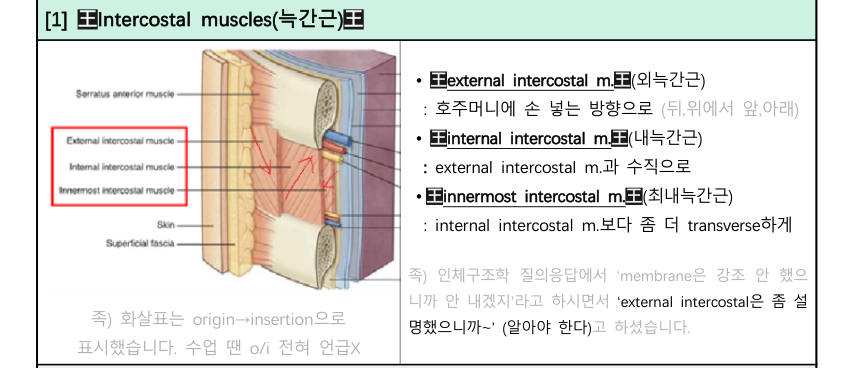 [1] 王Intercostal muscles(늑간근)王
Serratus anterior muscle
External intercostal muscle
Internal intercostal muscle
Innermost intercostal muscle
Skin
Superficial fascia
족) 화살표는 origin→insertion으로
표시했습니다. 수업 땐 o/i 전혀 언급X
• 王external intercostal m.王(외늑간근)
: 호주머니에 손 넣는 방향으로 (뒤,위에서 앞,아래)
• 王internal intercostal m.王(내늑간근)
: external intercostal m.과 수직으로
• 王innermost intercostal m.王(최내늑간근)
: internal intercostal m.보다 좀 더 transverse하게
족) 인체구조학 질의응답에서 ‘membrane은 강조 안 했으
니까 안 내겠지’라고 하시면서 ‘external intercostal은 좀 설
명했으니까~’ (알아야 한다)고 하셨습니다.